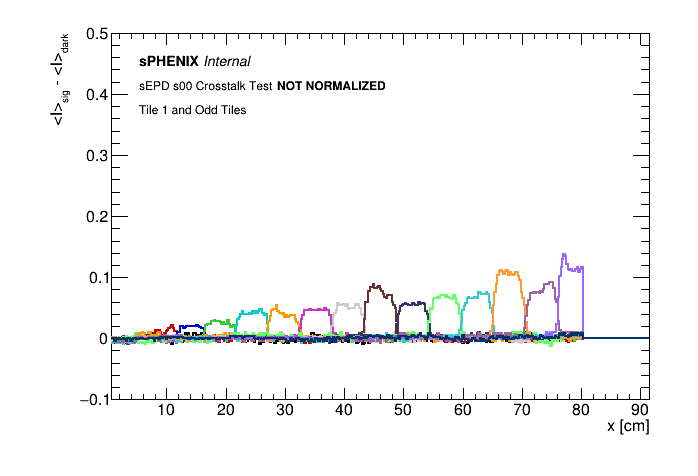 <I>sig - <I>dark
0.5
0.4
0.3
0.2
0.1
0
−0.1
sPHENIX Internal
sEPD s00 Crosstalk Test NOT NORMALIZED
Tile 1 and Odd Tiles
10 20 30 40 50 60 70 80 90
x [cm]